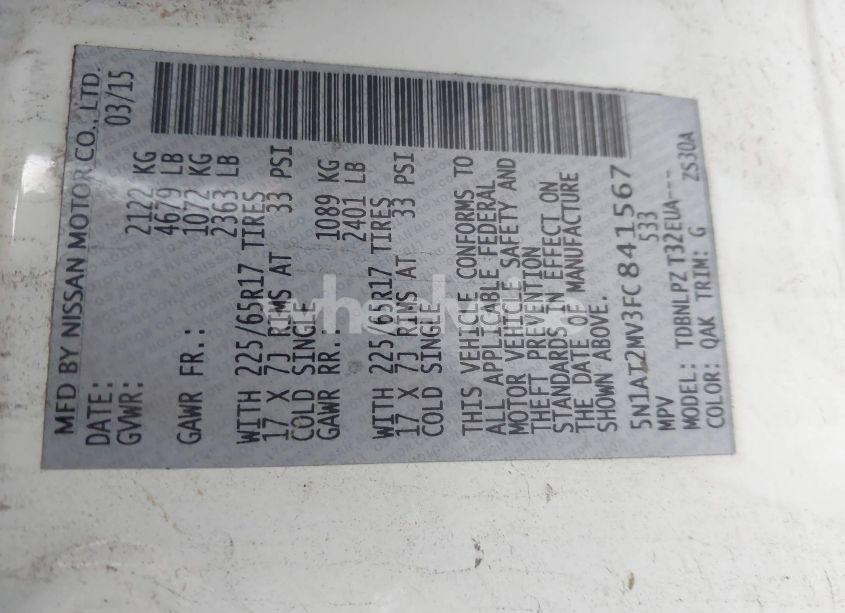 MFD BY NISSAN MOTOR CO., LTD.
DATE: 03/15
GVWR: 2122 KG
4679 LB
GAWR FR.: 1072 KG
2363 LB
WITH 225/65R17 TIRES
17 X 7J RIMS AT 33 PSI
COLD SINGLE
GAWR RR.: 1089 KG
2401 LB
WITH 225/65R17 TIRES
17 X 7J RIMS AT 33 PSI
COLD SINGLE
THIS VEHICLE CONFORMS TO
ALL APPLICABLE FEDERAL
MOTOR VEHICLE SAFETY AND
THEFT PREVENTION
STANDARDS IN EFFECT ON
THE DATE OF MANUFACTURE
SHOWN ABOVE.
5N1AT2MV3FC841567
MPV 533
MODEL: TDBNLPZ T32EUA---
COLOR: QAK TRIM: G ZS30A